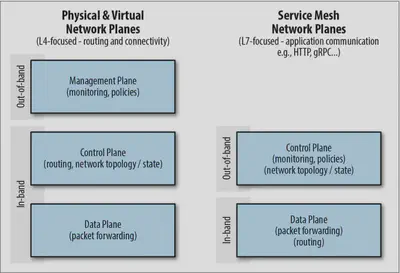 Physical & Virtual
Network Planes
(L4-focused - routing and connectivity)
Out-of-band
Management Plane
(monitoring, policies)
In-band
Control Plane
(routing, network topology / state)
Data Plane
(packet forwarding)
Service Mesh
Network Planes
(L7-focused - application communication
e.g., HTTP, gRPC...)
Out-of-band
Control Plane
(monitoring, policies)
(network topology / state)
In-band
Data Plane
(packet forwarding)
(routing)